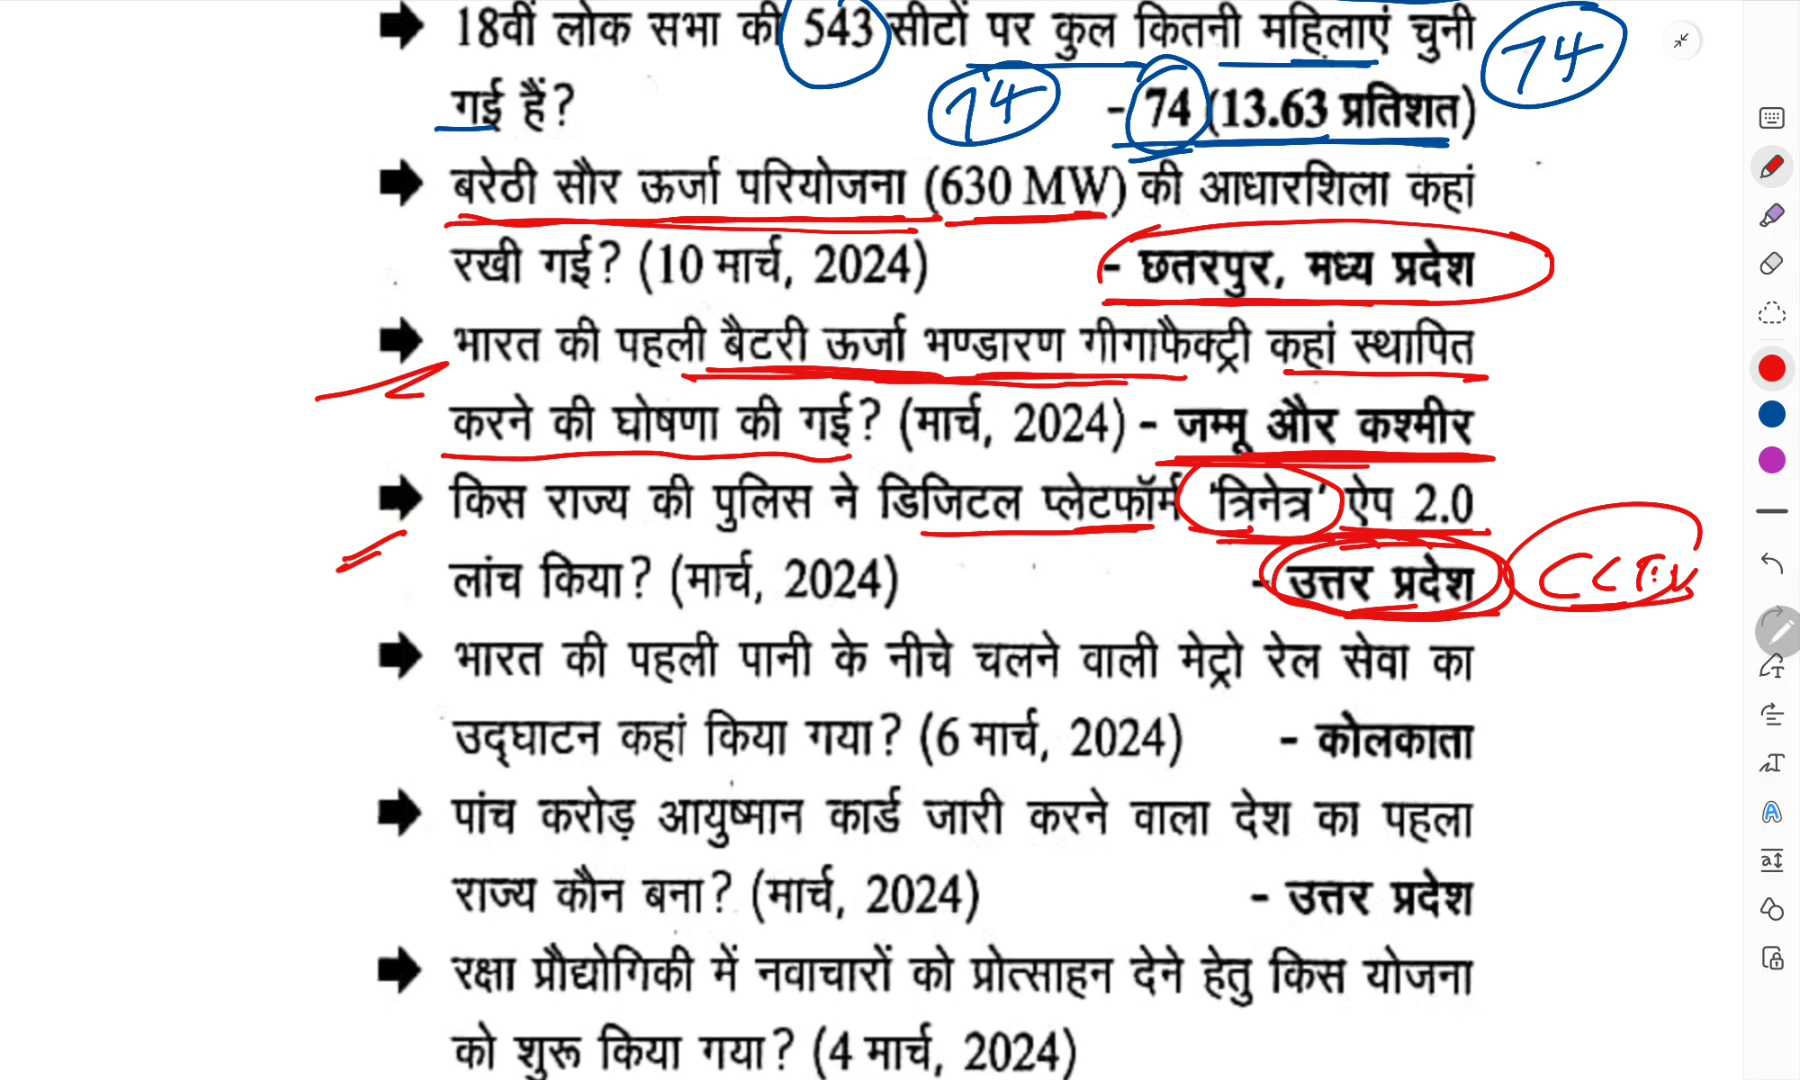 18वीं लोक सभा की 543 सीटों पर कुल कितनी महिलाएं चुनी
74
गई हैं? 74 - 74 (13.63 प्रतिशत)
बरेठी सौर ऊर्जा परियोजना (630 MW) की आधारशिला कहां
रखी गई? (10 मार्च, 2024) - छतरपुर, मध्य प्रदेश
भारत की पहली बैटरी ऊर्जा भण्डारण गीगाफैक्ट्री कहां स्थापित
करने की घोषणा की गई? (मार्च, 2024) - जम्मू और कश्मीर
किस राज्य की पुलिस ने डिजिटल प्लेटफॉर्म 'त्रिनेत्र' ऐप 2.0
लांच किया? (मार्च, 2024) - उत्तर प्रदेश
भारत की पहली पानी के नीचे चलने वाली मेट्रो रेल सेवा का
उद्घाटन कहां किया गया? (6 मार्च, 2024) - कोलकाता
पांच करोड़ आयुष्मान कार्ड जारी करने वाला देश का पहला
राज्य कौन बना? (मार्च, 2024) - उत्तर प्रदेश
रक्षा प्रौद्योगिकी में नवाचारों को प्रोत्साहन देने हेतु किस योजना
को शुरू किया गया? (4 मार्च, 2024)